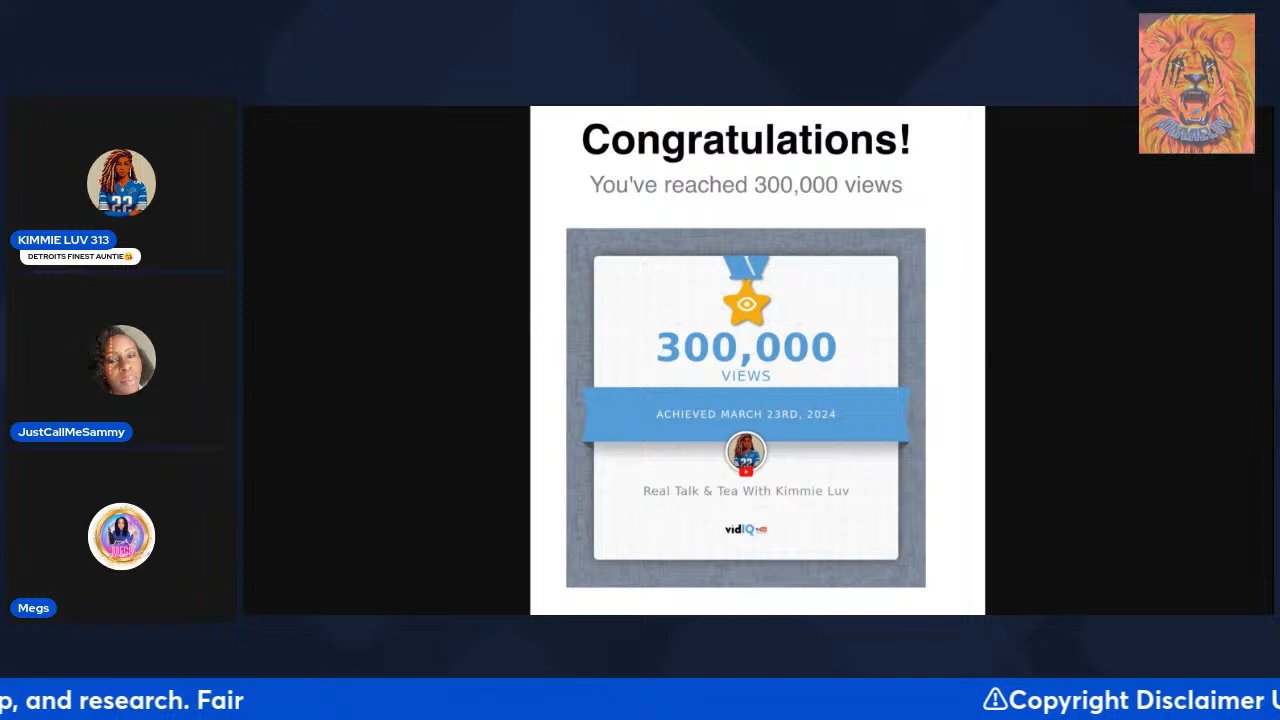 KIMMIE LUV 313
DETROITS FINEST AUNTIE😘
JustCallMeSammy
Megs
Congratulations!
You've reached 300,000 views
300,000
VIEWS
ACHIEVED MARCH 23RD, 2024
22
Real Talk & Tea With Kimmie Luv
vidIQ
p, and research. Fair
⚠Copyright Disclaimer U